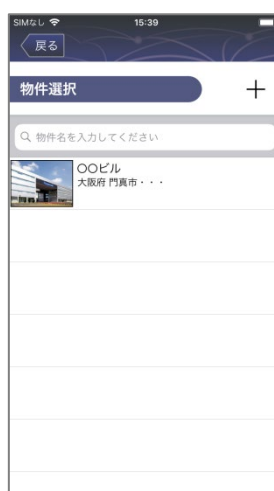 SIMなし 15:39
戻る
物件選択 +
物件名を入力してください
〇〇ビル
大阪府 門真市・・・